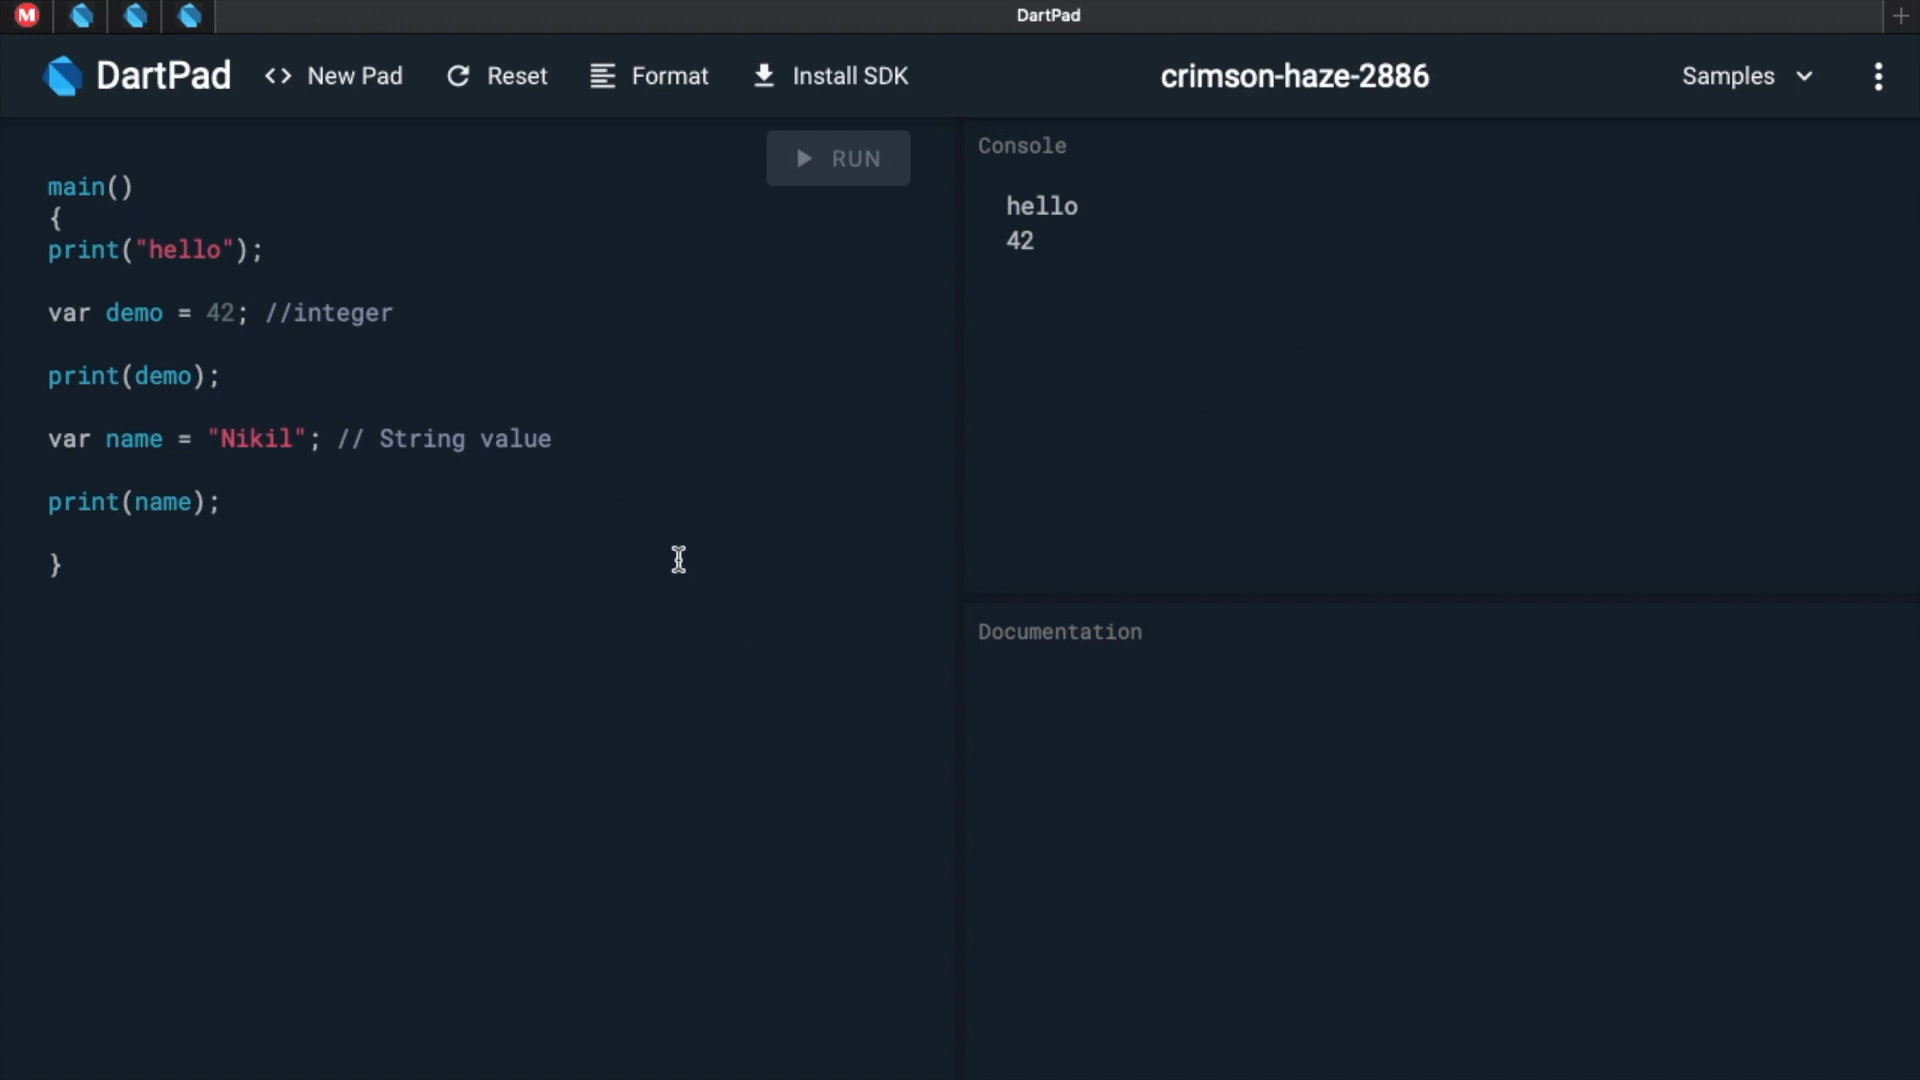 M
DartPad
DartPad <> New Pad Reset Format Install SDK crimson-haze-2886 Samples
RUN
main()
{
print("hello");
var demo = 42; //integer
print(demo);
var name = "Nikil"; // String value
print(name);
}
Console
hello
42
Documentation